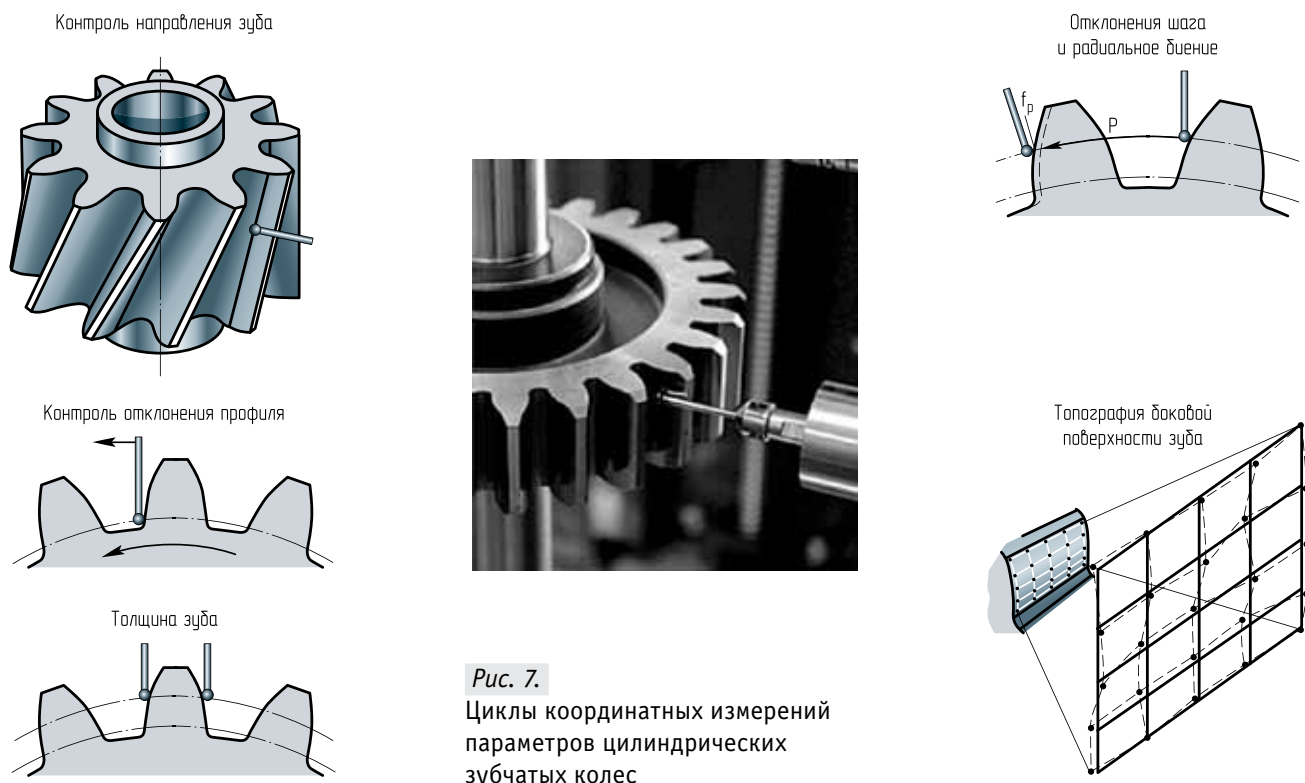 Контроль направления зуба
Отклонения шага
и радиальное биение
f_p
P
Контроль отклонения профиля
Топография боковой
поверхности зуба
Толщина зуба
Рис. 7.
Циклы координатных измерений
параметров цилиндрических
зубчатых колес